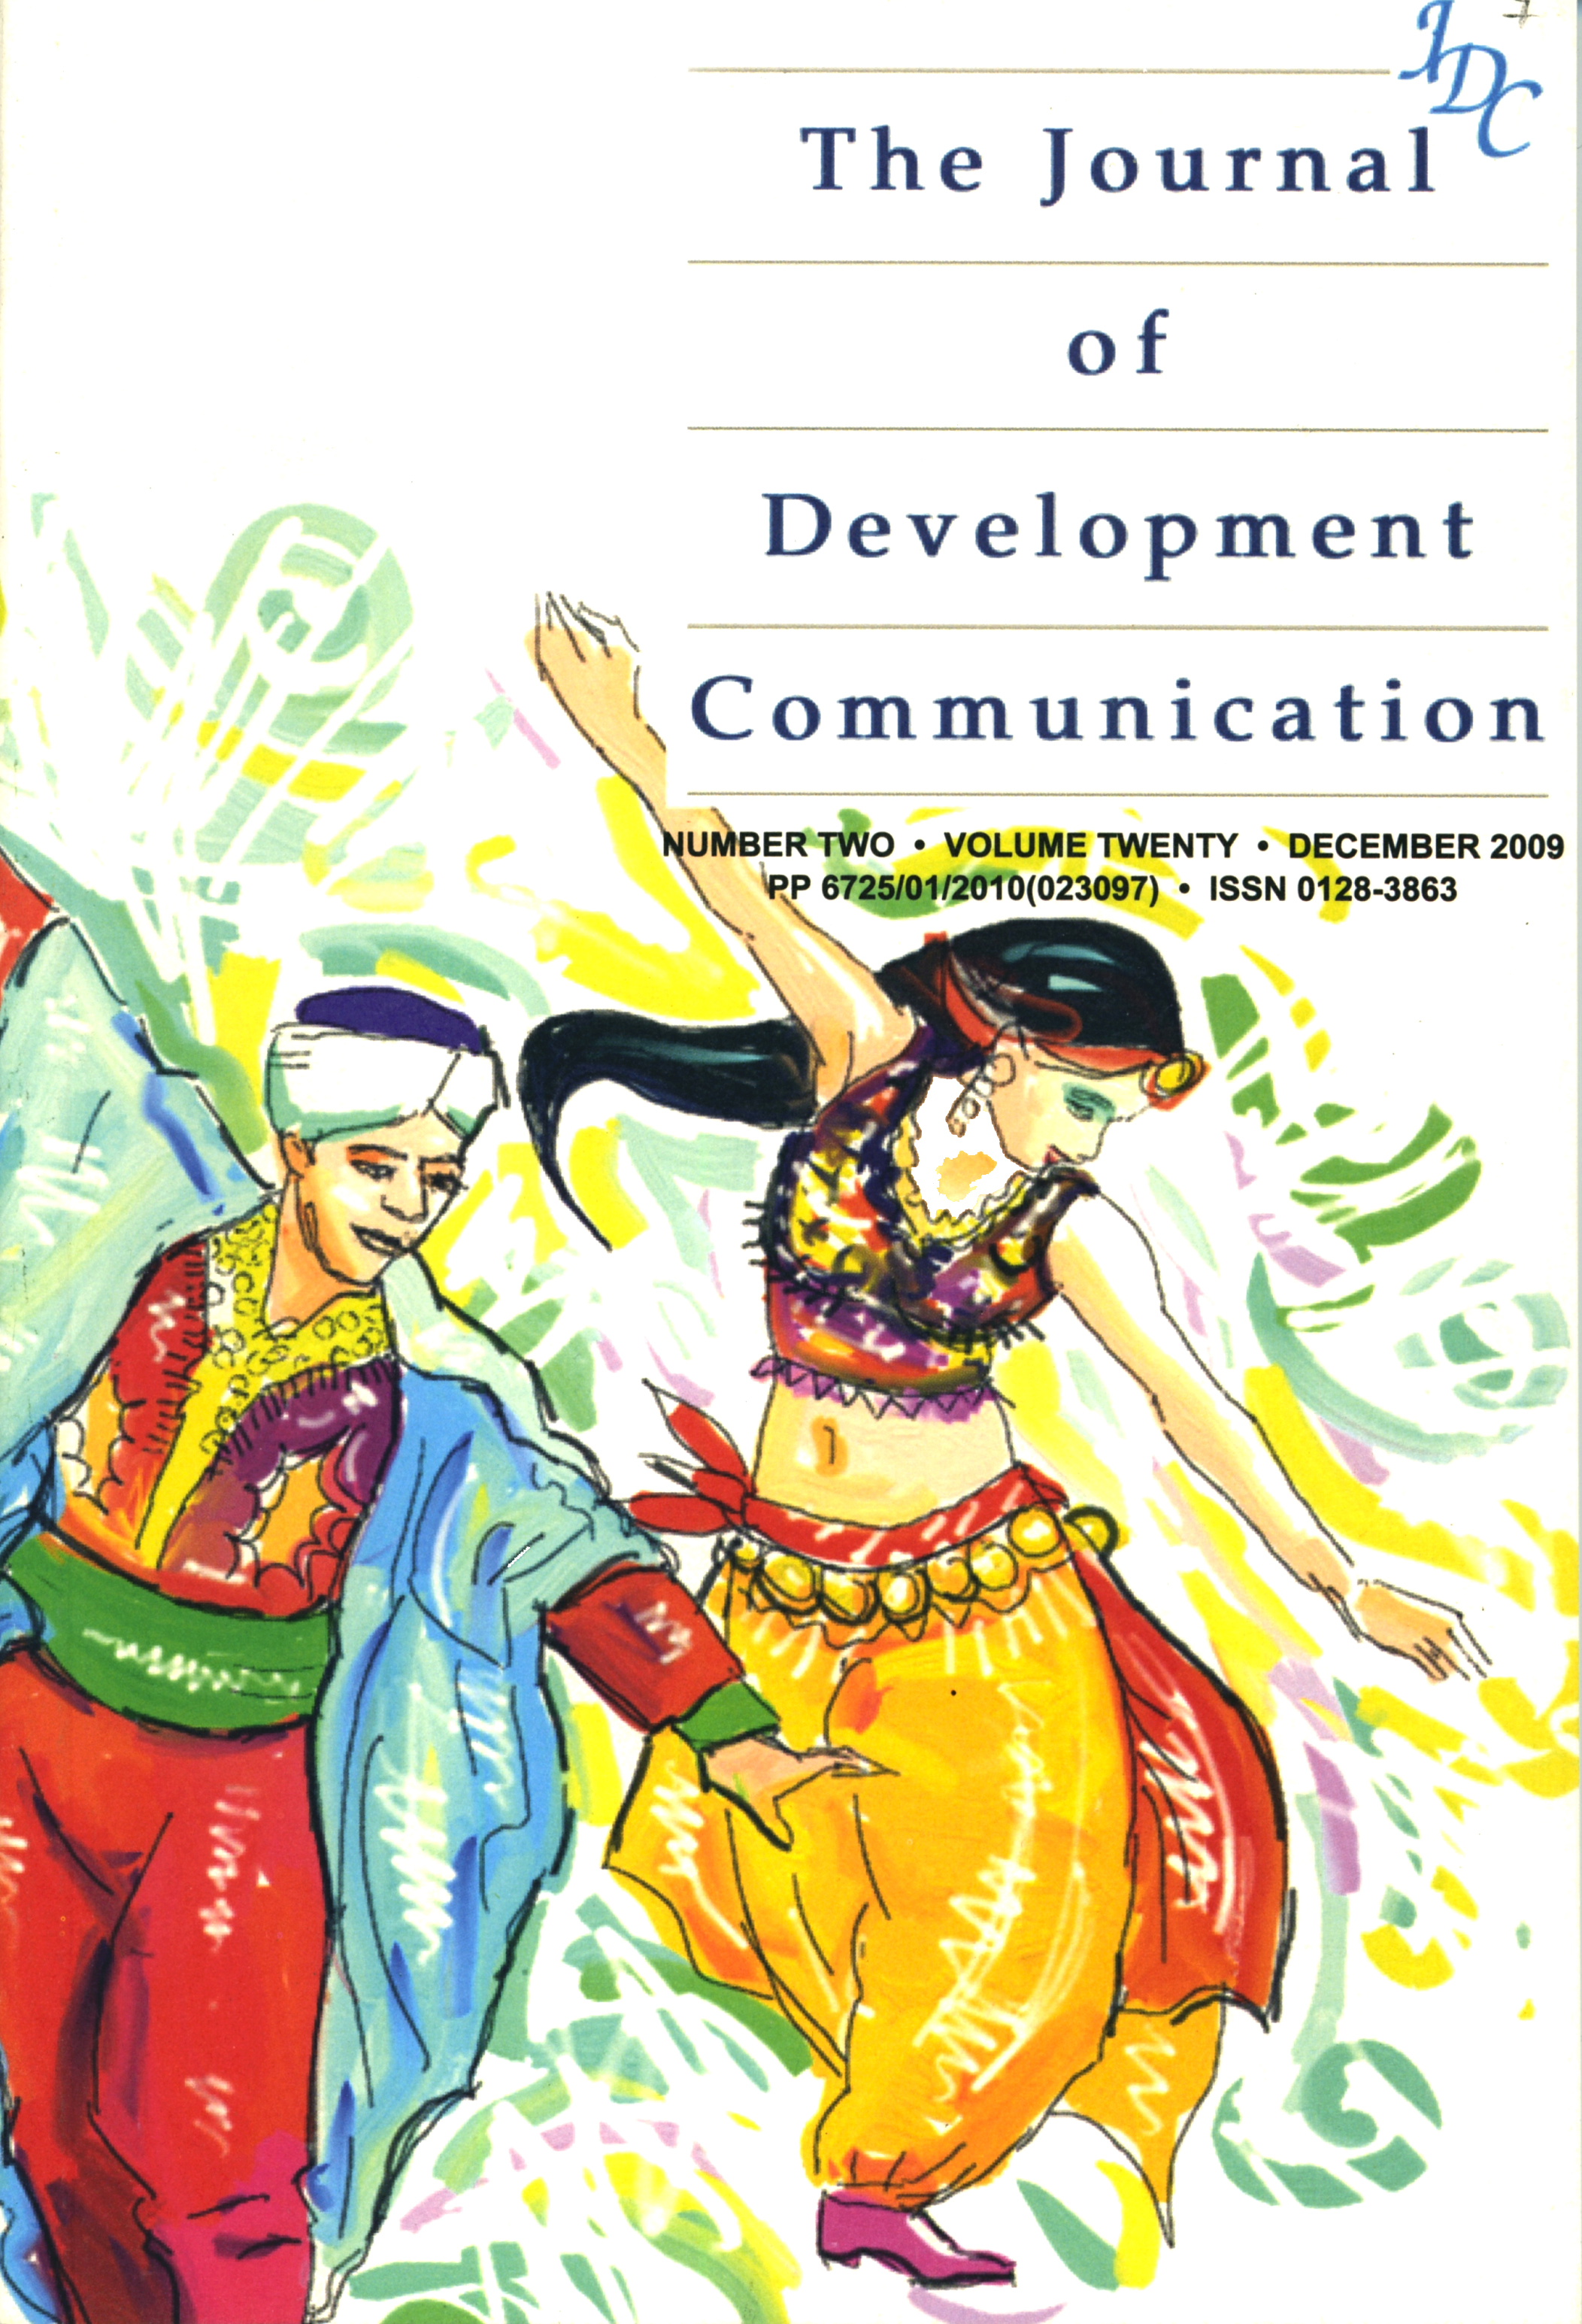 JDC
The Journal
of
Development
Communication
NUMBER TWO • VOLUME TWENTY • DECEMBER 2009
PP 6725/01/2010(023097) • ISSN 0128-3863